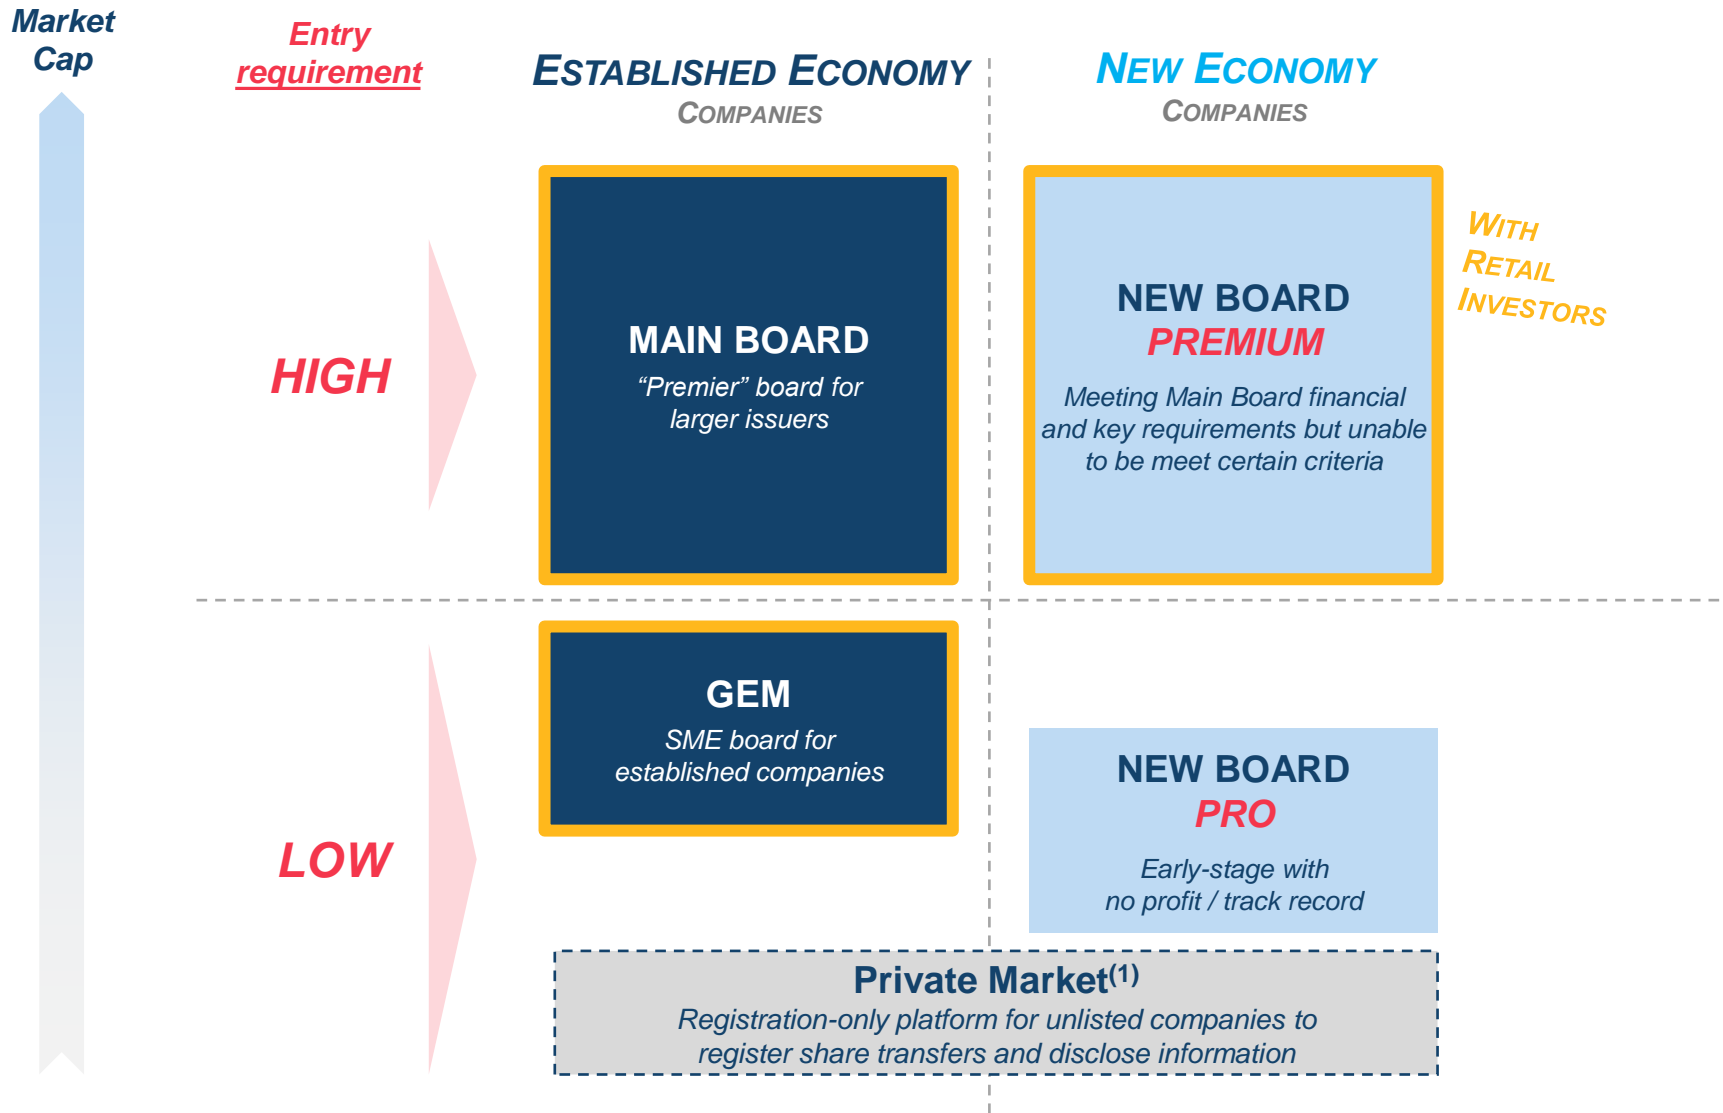 Market
Cap
Entry
requirement
ESTABLISHED ECONOMY
COMPANIES
NEW ECONOMY
COMPANIES
HIGH
MAIN BOARD
“Premier” board for
larger issuers
NEW BOARD
PREMIUM
Meeting Main Board financial
and key requirements but unable
to be meet certain criteria
WITH
RETAIL
INVESTORS
LOW
GEM
SME board for
established companies
NEW BOARD
PRO
Early-stage with
no profit / track record
Private Market(1)
Registration-only platform for unlisted companies to
register share transfers and disclose information